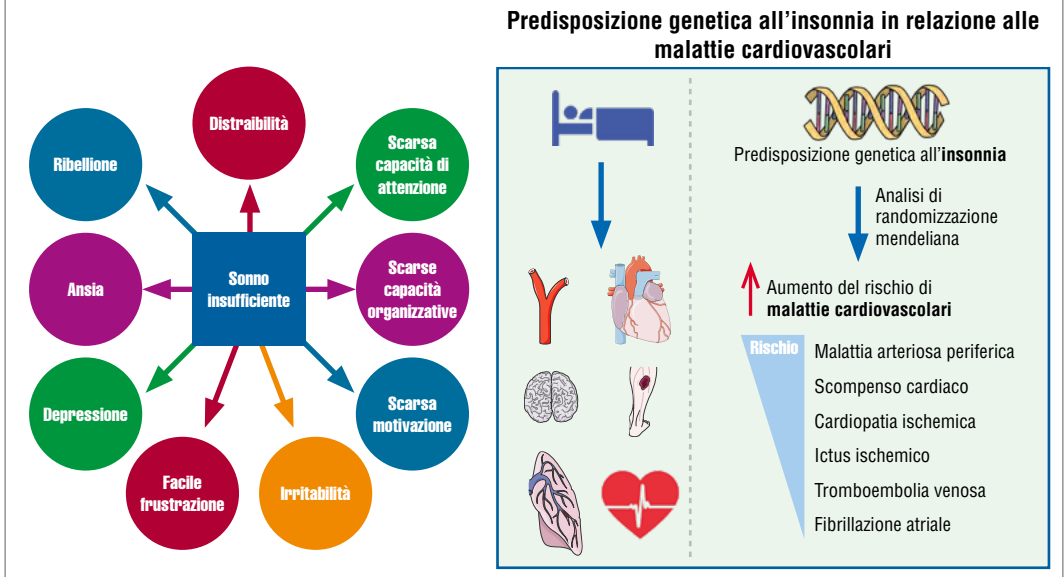 Distraibilità
Ribellione
Scarsa
capacità di
attenzione
Ansia
Sonno
insufficiente
Scarse
capacità
organizzative
Depressione
Scarsa
motivazione
Facile
frustrazione
Irritabilità
Predisposizione genetica all'insonnia in relazione alle
malattie cardiovascolari
Predisposizione genetica all'insonnia
Analisi di
randomizzazione
mendeliana
Aumento del rischio di
malattie cardiovascolari
Rischio
Malattia arteriosa periferica
Scompenso cardiaco
Cardiopatia ischemica
Ictus ischemico
Tromboembolia venosa
Fibrillazione atriale